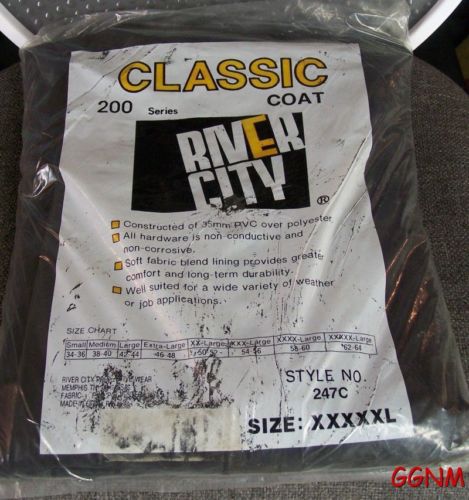 CLASSIC
200 Series COAT
RIVER
CITY
®
Constructed of 35mm PVC over polyester
All hardware is non-conductive and
non-corrosive.
Soft fabric blend lining provides greater
comfort and long-term durability.
Well suited for a wide variety of weather
or job applications.
SIZE CHART
Small Medium Large Extra-Large XX-Large XXX-Large XXXX-Large XXXXX-Large
34-36 38-40 42-44 46-48 50-52 54-56 58-60 62-64
RIVER CITY WEAR
MEMPHIS
FABRIC
MADE
STYLE NO.
247C
SIZE: XXXXXL
GGNM